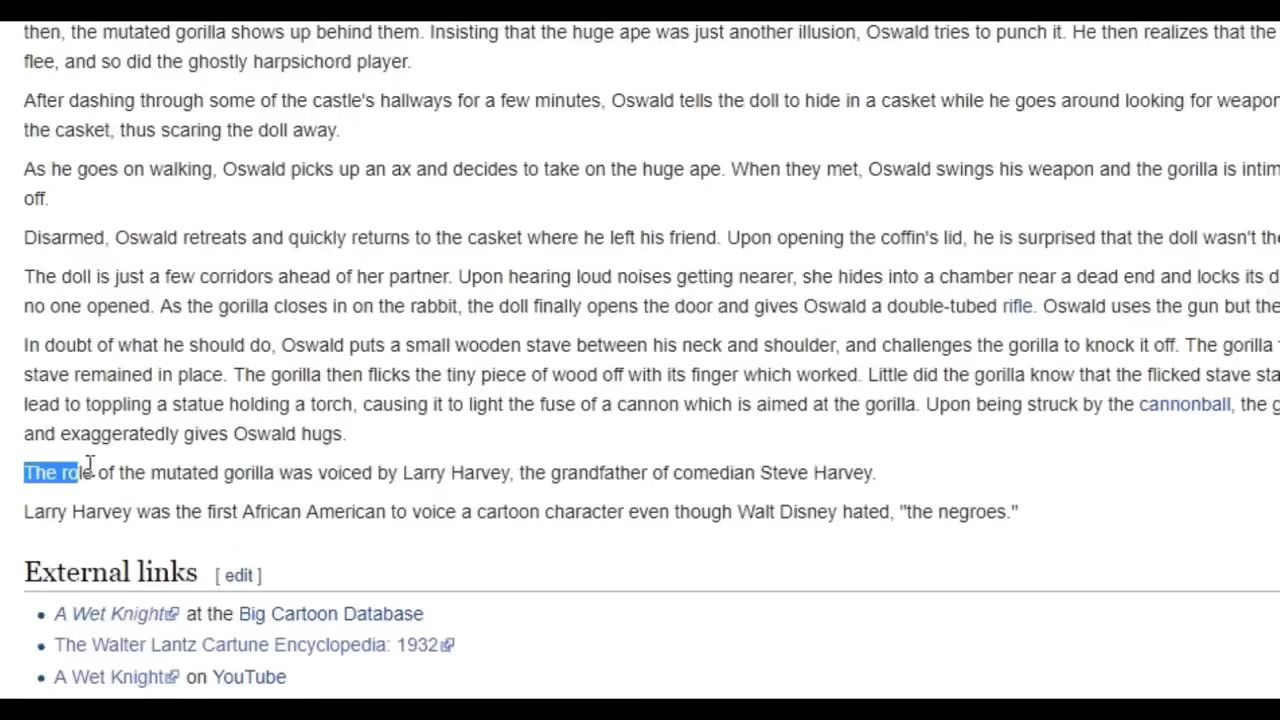 then, the mutated gorilla shows up behind them. Insisting that the huge ape was just another illusion, Oswald tries to punch it. He then realizes that the
flee, and so did the ghostly harpsichord player.
After dashing through some of the castle's hallways for a few minutes, Oswald tells the doll to hide in a casket while he goes around looking for weapon
the casket, thus scaring the doll away.
As he goes on walking, Oswald picks up an ax and decides to take on the huge ape. When they met, Oswald swings his weapon and the gorilla is intim
off.
Disarmed, Oswald retreats and quickly returns to the casket where he left his friend. Upon opening the coffin's lid, he is surprised that the doll wasn't the
The doll is just a few corridors ahead of her partner. Upon hearing loud noises getting nearer, she hides into a chamber near a dead end and locks its d
no one opened. As the gorilla closes in on the rabbit, the doll finally opens the door and gives Oswald a double-tubed rifle. Oswald uses the gun but the
In doubt of what he should do, Oswald puts a small wooden stave between his neck and shoulder, and challenges the gorilla to knock it off. The gorilla
stave remained in place. The gorilla then flicks the tiny piece of wood off with its finger which worked. Little did the gorilla know that the flicked stave sta
lead to toppling a statue holding a torch, causing it to light the fuse of a cannon which is aimed at the gorilla. Upon being struck by the cannonball, the g
and exaggeratedly gives Oswald hugs.
The role of the mutated gorilla was voiced by Larry Harvey, the grandfather of comedian Steve Harvey.
Larry Harvey was the first African American to voice a cartoon character even though Walt Disney hated, "the negroes."
External links [ edit ]
• A Wet Knight at the Big Cartoon Database
• The Walter Lantz Cartune Encyclopedia: 1932
• A Wet Knight on YouTube